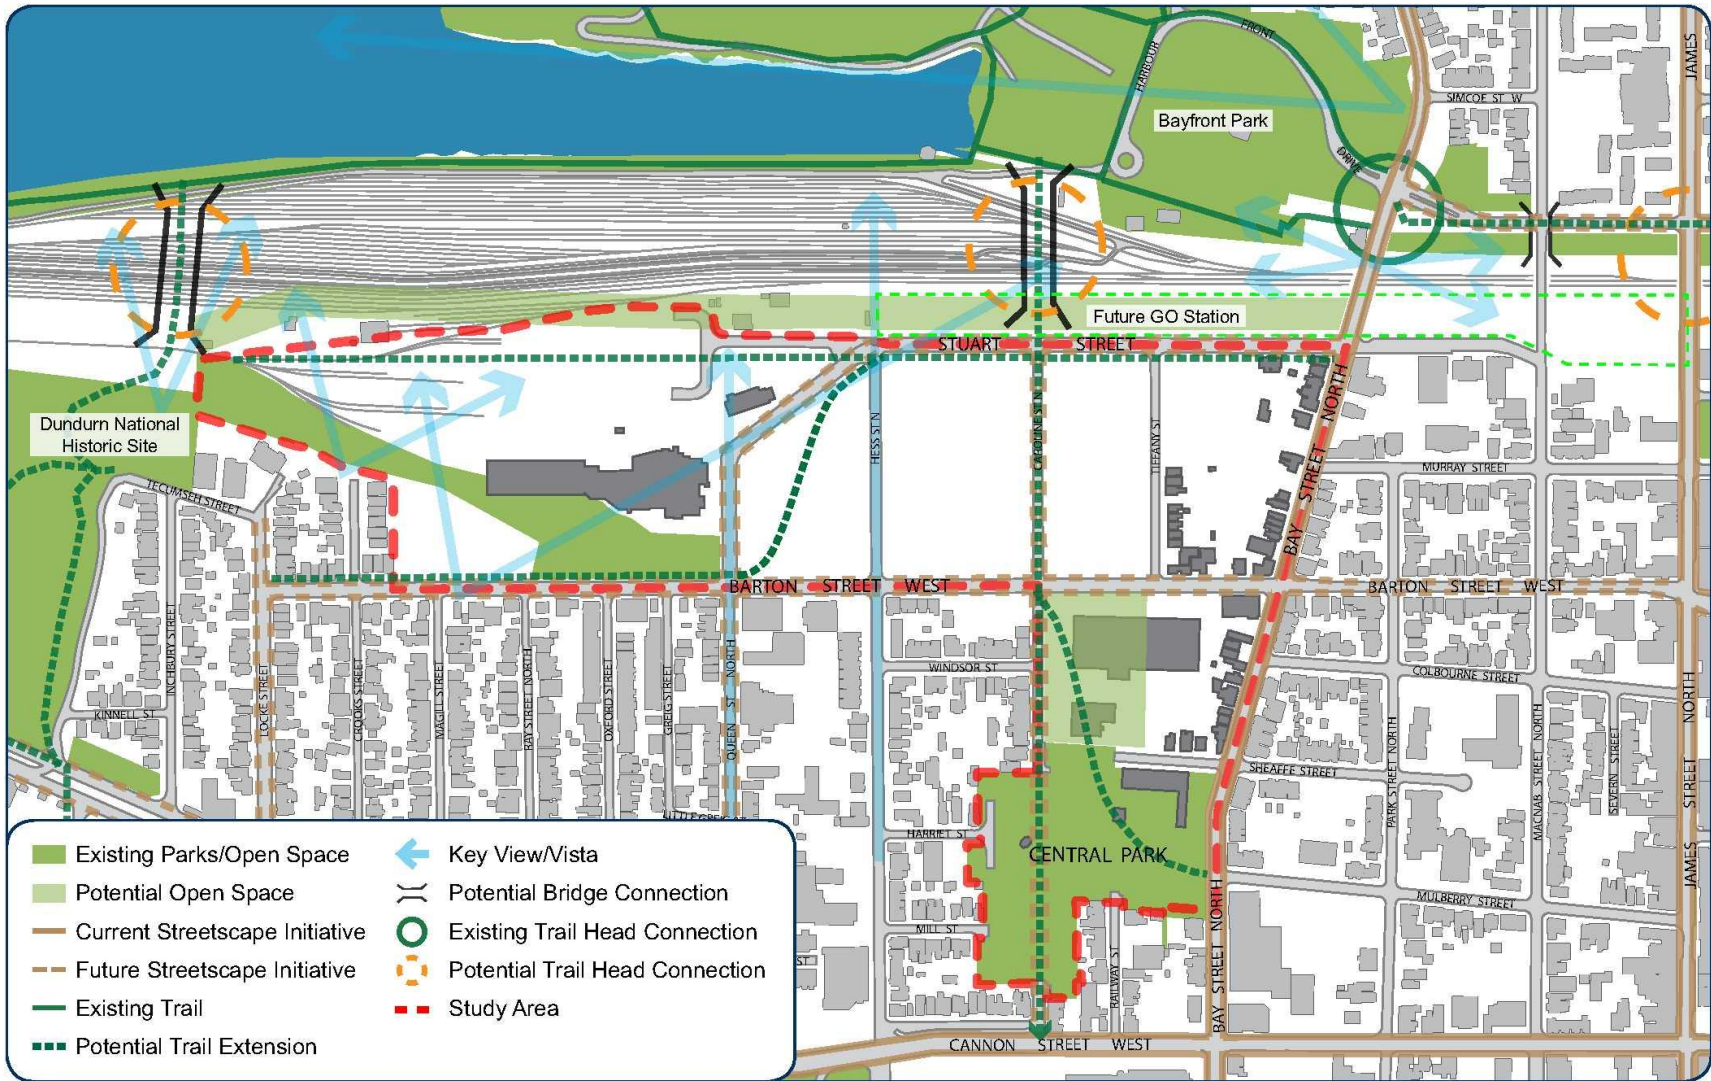 FRONT
HARBOUR
JAMES
SIMCOE ST W
Bayfront Park
DRIVE
Future GO Station
STUART STREET
Dundurn National
Historic Site
HESS ST N
CAROLINE ST N
TIFFANY ST
BAY STREET NORTH
MURRAY STREET
TECUMSEH STREET
BARTON STREET WEST
BARTON STREET WEST
INCHBURY STREET
LOCKE STREET
CROOKS STREET
MAGILL STREET
RAY STREET NORTH
OXFORD STREET
GREIG STREET
QUEEN ST NORTH
WINDSOR ST
COLBOURNE STREET
KINNELL ST
SHEAFFE STREET
PARK STREET NORTH
MACNAB STREET NORTH
SEVERN STREET
JAMES STREET NORTH
HARRIET ST
CENTRAL PARK
MULBERRY STREET
MILL ST
ST
RAILWAY ST
BAY STREET NORTH
CANNON STREET WEST
Existing Parks/Open Space
Potential Open Space
Current Streetscape Initiative
Future Streetscape Initiative
Existing Trail
Potential Trail Extension
Key View/Vista
Potential Bridge Connection
Existing Trail Head Connection
Potential Trail Head Connection
Study Area